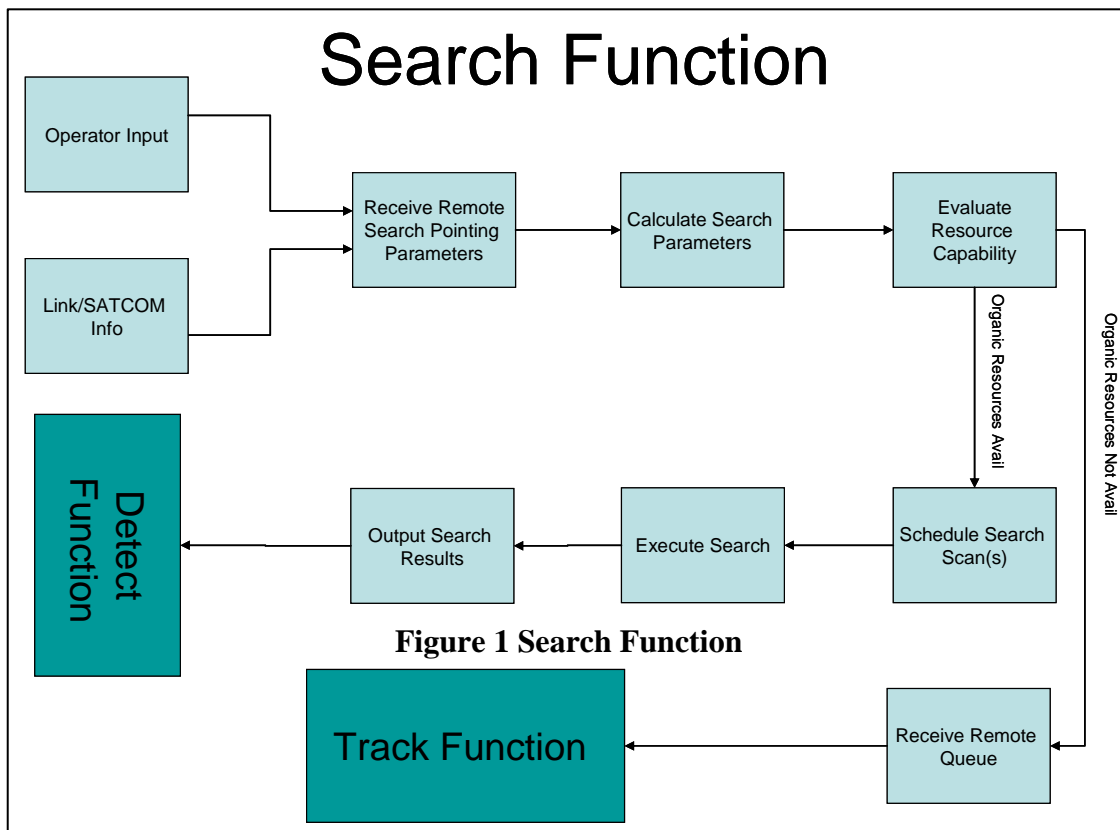 Search Function
Operator Input
Link/SATCOM
Info
Receive Remote
Search Pointing
Parameters
Calculate Search
Parameters
Evaluate
Resource
Capability
Organic Resources Avail
Organic Resources Not Avail
Schedule Search
Scan(s)
Execute Search
Output Search
Results
Detect
Function
Figure 1 Search Function
Receive Remote
Queue
Track Function